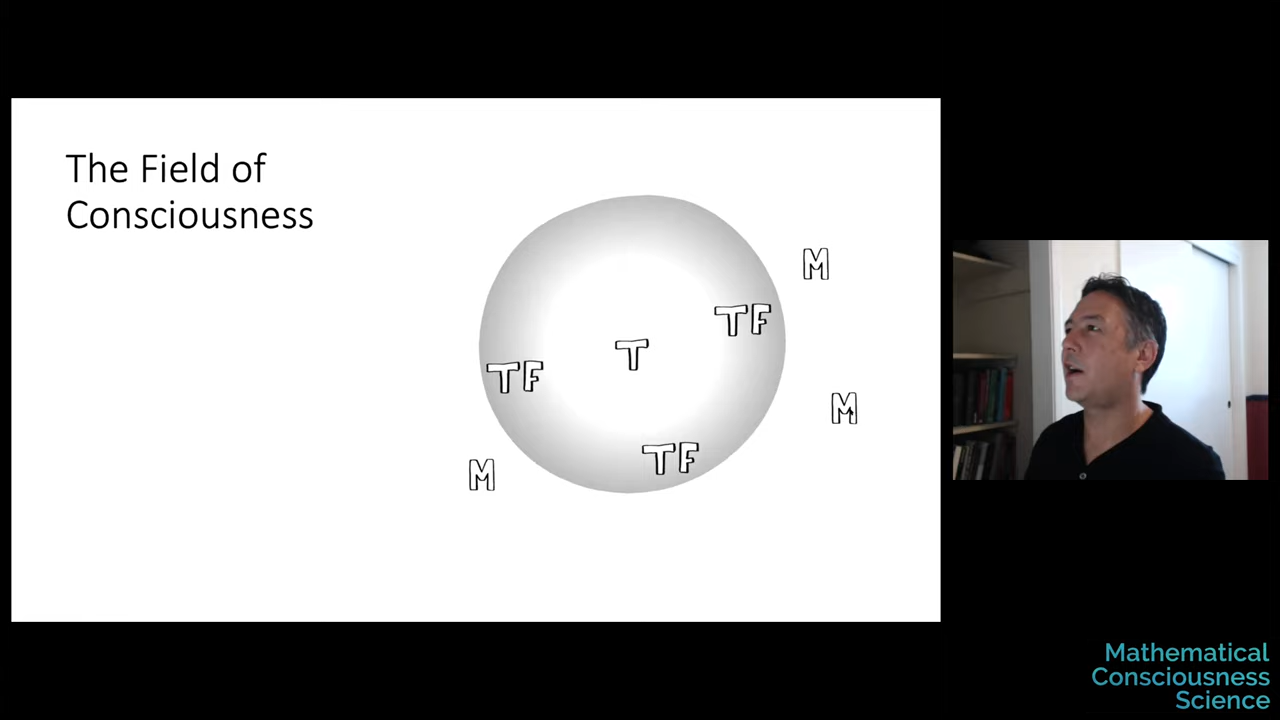 The Field of
Consciousness
M
TF
T
TF
M
TF
M
Mathematical
Consciousness
Science